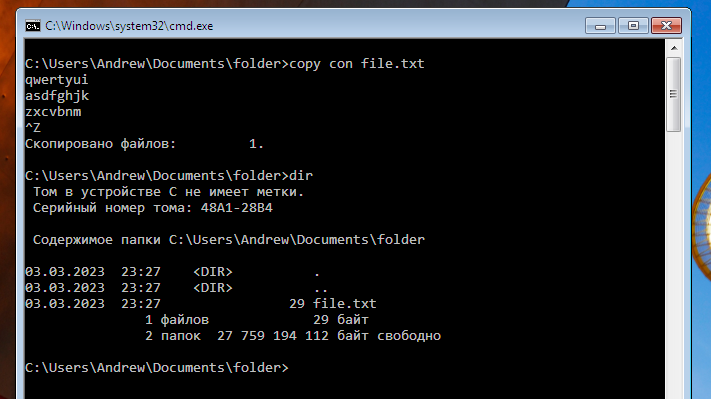 C:\Windows\system32\cmd.exe
C:\Users\Andrew\Documents\folder>copy con file.txt
qwertyui
asdfghjk
zxcvbnm
^Z
Скопировано файлов:         1.
C:\Users\Andrew\Documents\folder>dir
 Том в устройстве C не имеет метки.
 Серийный номер тома: 48A1-28B4
 Содержимое папки C:\Users\Andrew\Documents\folder
03.03.2023  23:27    <DIR>          .
03.03.2023  23:27    <DIR>          ..
03.03.2023  23:27                29 file.txt
               1 файлов             29 байт
               2 папок  27 759 194 112 байт свободно
C:\Users\Andrew\Documents\folder>